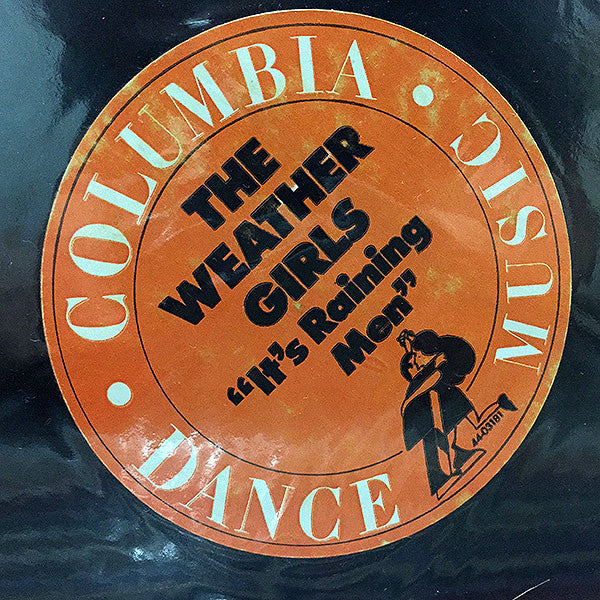 COLUMBIA • DANCE MUSIC •
THE
WEATHER
GIRLS
“It's Raining
Men”
44-03181